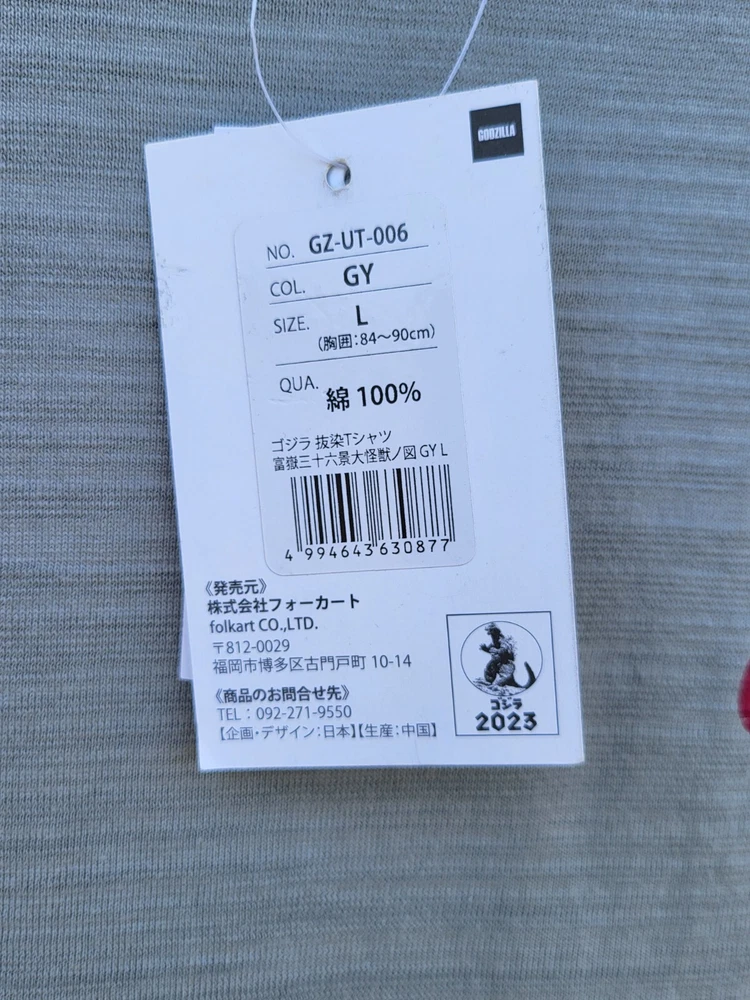 GODZILLA
NO. GZ-UT-006
COL. GY
SIZE. L
(胸囲:84～90cm)
QUA. 綿 100%
ゴジラ 抜染Tシャツ
富嶽三十六景大怪獣ノ図 GY L
4 994643 630877
《発売元》
株式会社フォーカート
folkart CO.,LTD.
〒812-0029
福岡市博多区古門戸町 10-14
《商品のお問合せ先》
TEL：092-271-9550
【企画・デザイン：日本】【生産：中国】
ゴジラ
2023